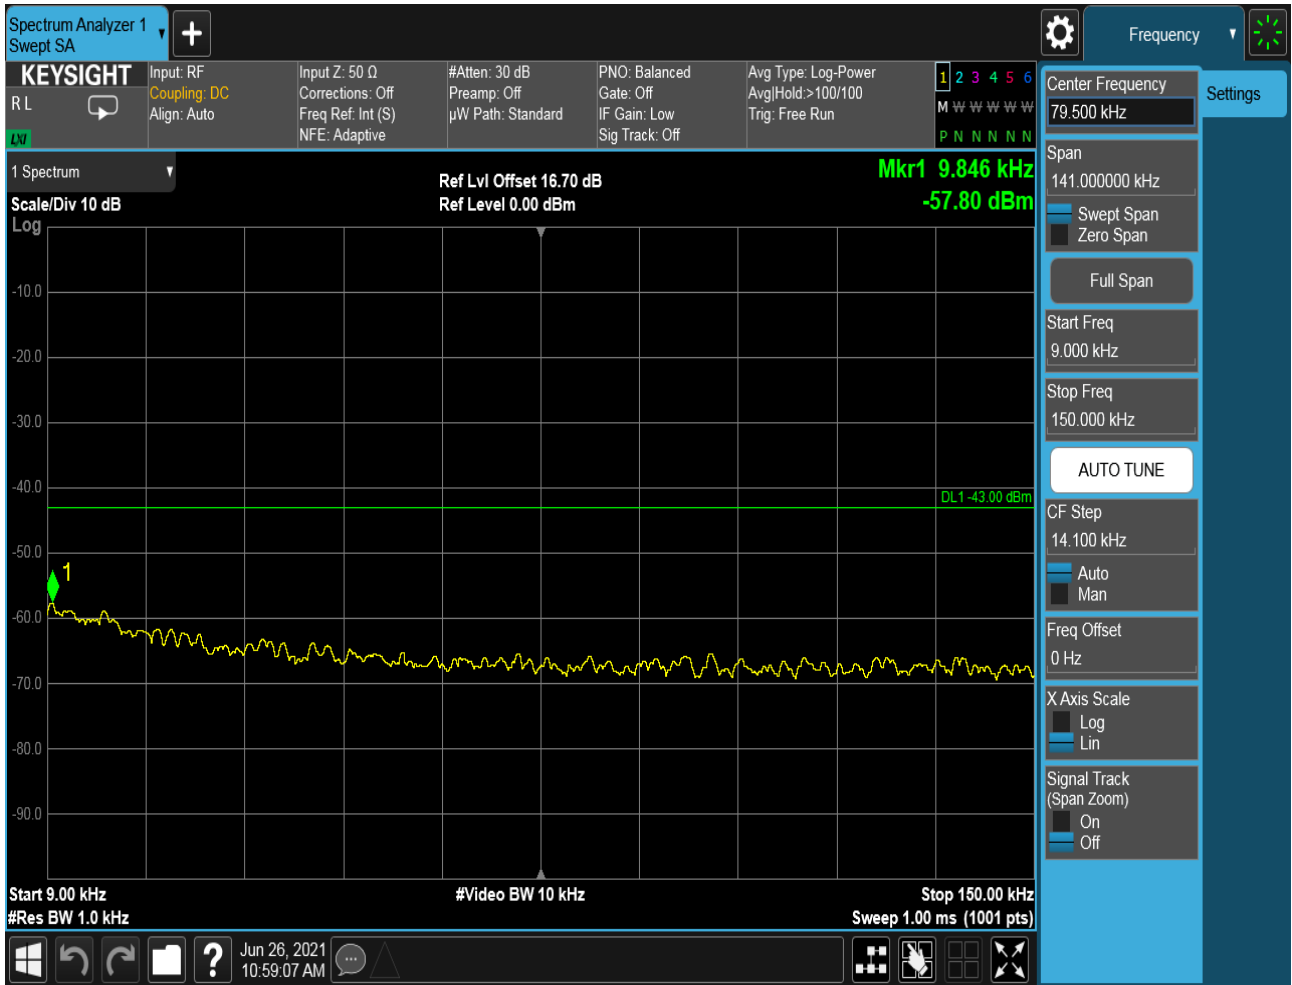 Spectrum Analyzer 1
Swept SA
Frequency
KEYSIGHT
R L
LXI
Input: RF
Coupling: DC
Align: Auto
Input Z: 50 Ω
Corrections: Off
Freq Ref: Int (S)
NFE: Adaptive
#Atten: 30 dB
Preamp: Off
µW Path: Standard
PNO: Balanced
Gate: Off
IF Gain: Low
Sig Track: Off
Avg Type: Log-Power
Avg|Hold:>100/100
Trig: Free Run
1 2 3 4 5 6
M W W W W W
P N N N N N
1 Spectrum
Scale/Div 10 dB
Log
Ref Lvl Offset 16.70 dB
Ref Level 0.00 dBm
Mkr1 9.846 kHz
-57.80 dBm
-10.0
-20.0
-30.0
-40.0
DL1 -43.00 dBm
-50.0
1
-60.0
-70.0
-80.0
-90.0
Start 9.00 kHz
#Res BW 1.0 kHz
#Video BW 10 kHz
Stop 150.00 kHz
Sweep 1.00 ms (1001 pts)
Center Frequency
79.500 kHz
Settings
Span
141.000000 kHz
Swept Span
Zero Span
Full Span
Start Freq
9.000 kHz
Stop Freq
150.000 kHz
AUTO TUNE
CF Step
14.100 kHz
Auto
Man
Freq Offset
0 Hz
X Axis Scale
Log
Lin
Signal Track
(Span Zoom)
On
Off
?
Jun 26, 2021
10:59:07 AM